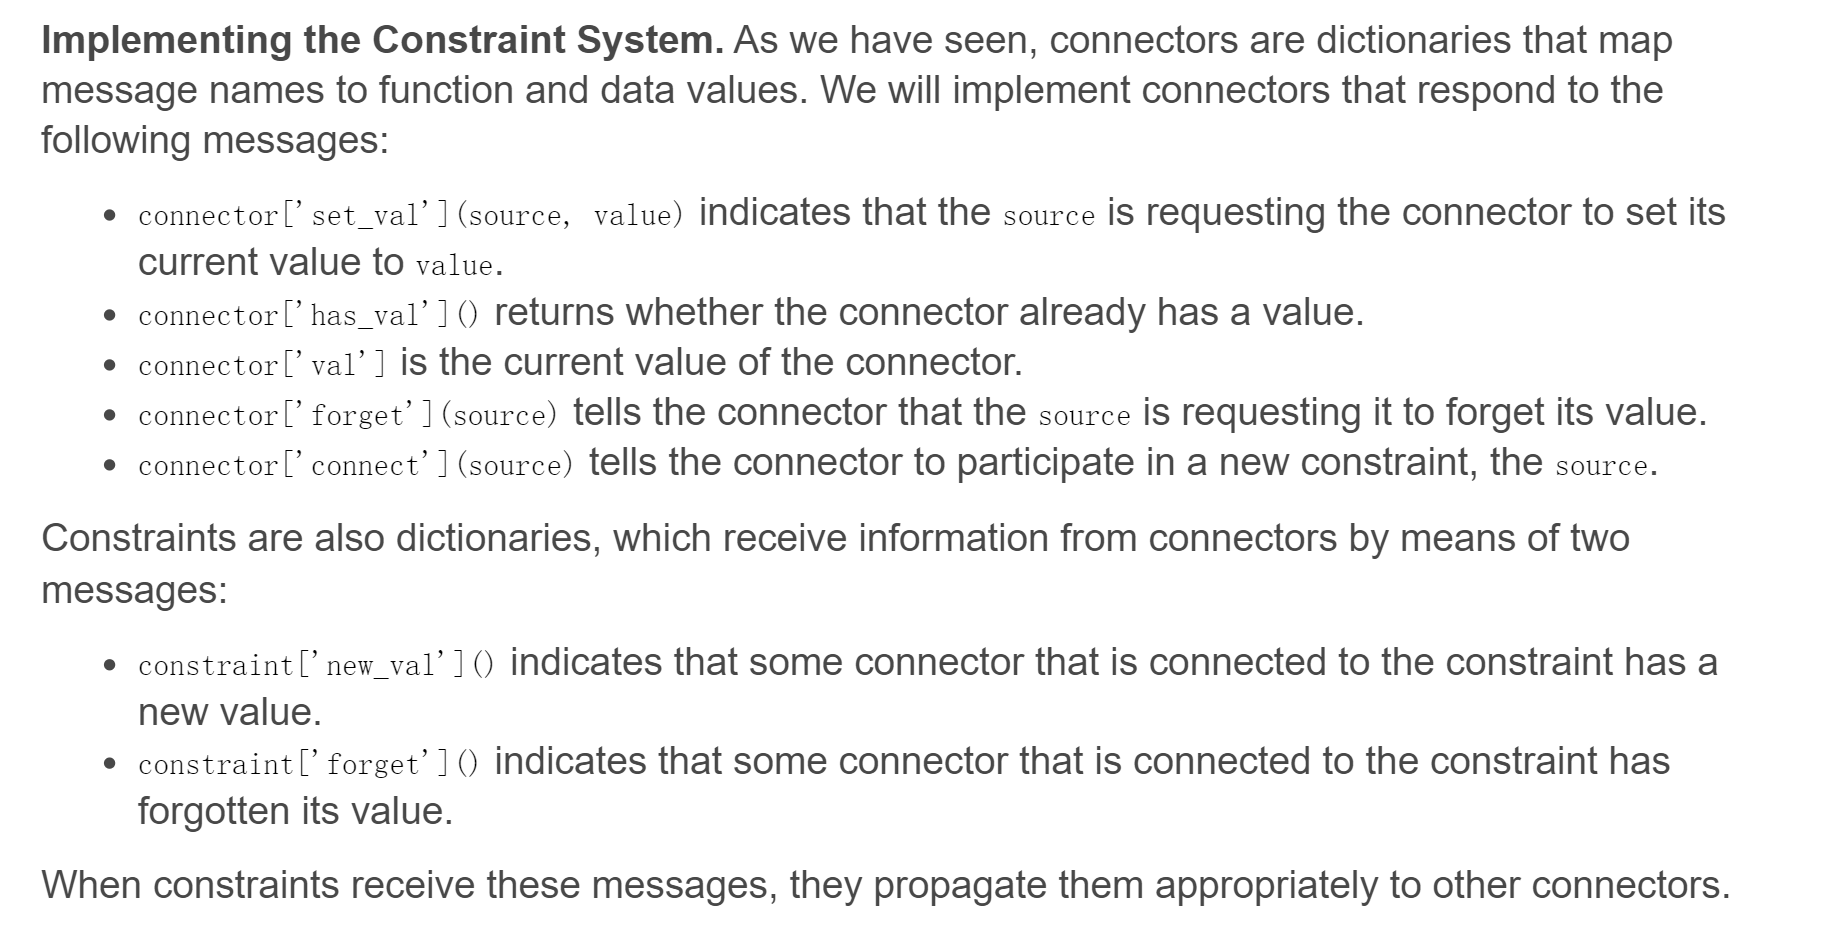 Implementing the Constraint System. As we have seen, connectors are dictionaries that map
message names to function and data values. We will implement connectors that respond to the
following messages:
• connector['set_val'](source, value) indicates that the source is requesting the connector to set its
current value to value.
• connector['has_val']() returns whether the connector already has a value.
• connector['val'] is the current value of the connector.
• connector['forget'](source) tells the connector that the source is requesting it to forget its value.
• connector['connect'](source) tells the connector to participate in a new constraint, the source.
Constraints are also dictionaries, which receive information from connectors by means of two
messages:
• constraint['new_val']() indicates that some connector that is connected to the constraint has a
new value.
• constraint['forget']() indicates that some connector that is connected to the constraint has
forgotten its value.
When constraints receive these messages, they propagate them appropriately to other connectors.